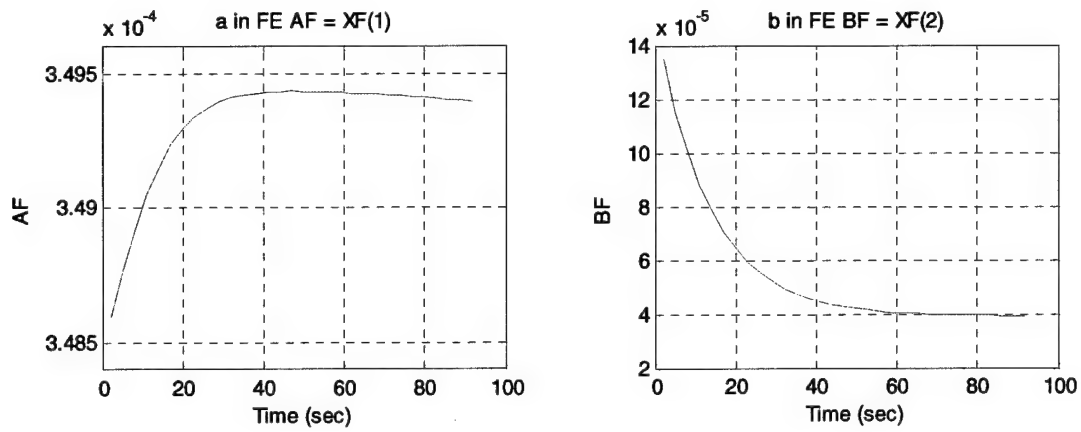 x 10⁻⁴
a in FE AF = XF(1)
3.495
3.49
3.485
AF
0
20
40
60
80
100
Time (sec)
x 10⁻⁵
b in FE BF = XF(2)
14
12
10
8
6
4
2
BF
0
20
40
60
80
100
Time (sec)